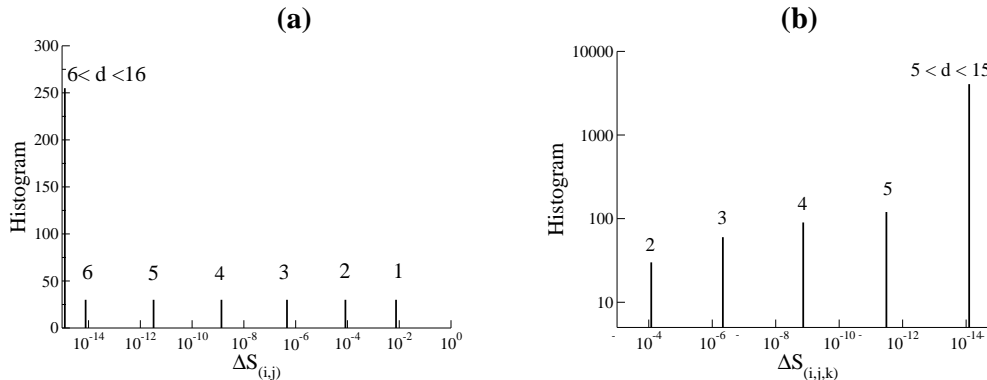 (a)
300
250
200
150
100
50
0
Histogram
6< d <16
6 5 4 3 2 1
10^-14 10^-12 10^-10 10^-8 10^-6 10^-4 10^-2 10^0
ΔS(i,j)
(b)
10000
1000
100
10
Histogram
5 < d < 15
2 3 4 5
10^-4 10^-6 10^-8 10^-10 10^-12 10^-14
ΔS(i,j,k)